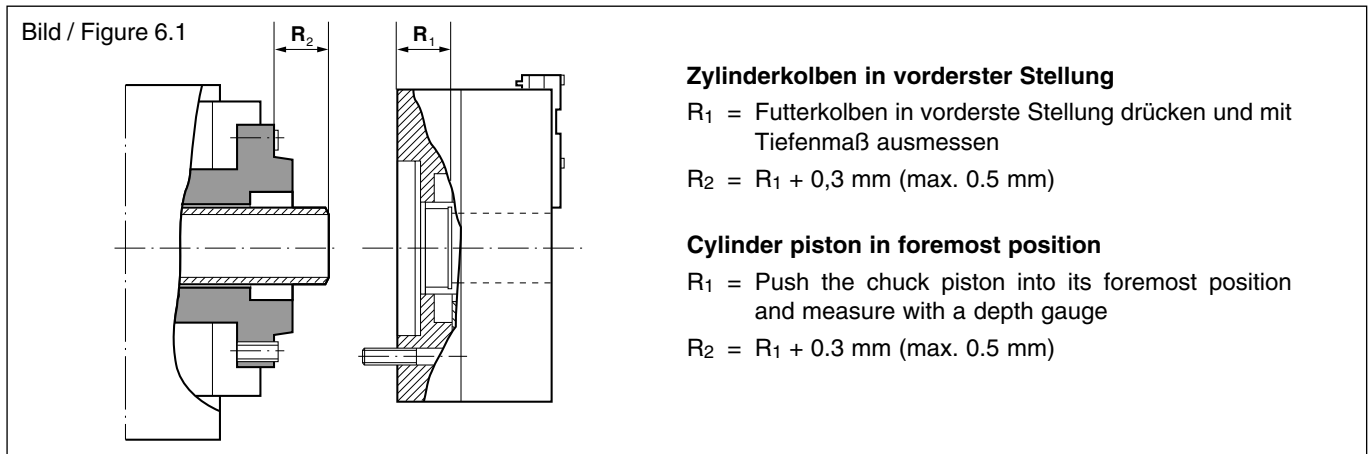 Bild / Figure 6.1
R₂
R₁
Zylinderkolben in vorderster Stellung
R₁ = Futterkolben in vorderste Stellung drücken und mit
Tiefenmaß ausmessen
R₂ = R₁ + 0,3 mm (max. 0.5 mm)
Cylinder piston in foremost position
R₁ = Push the chuck piston into its foremost position
and measure with a depth gauge
R₂ = R₁ + 0.3 mm (max. 0.5 mm)